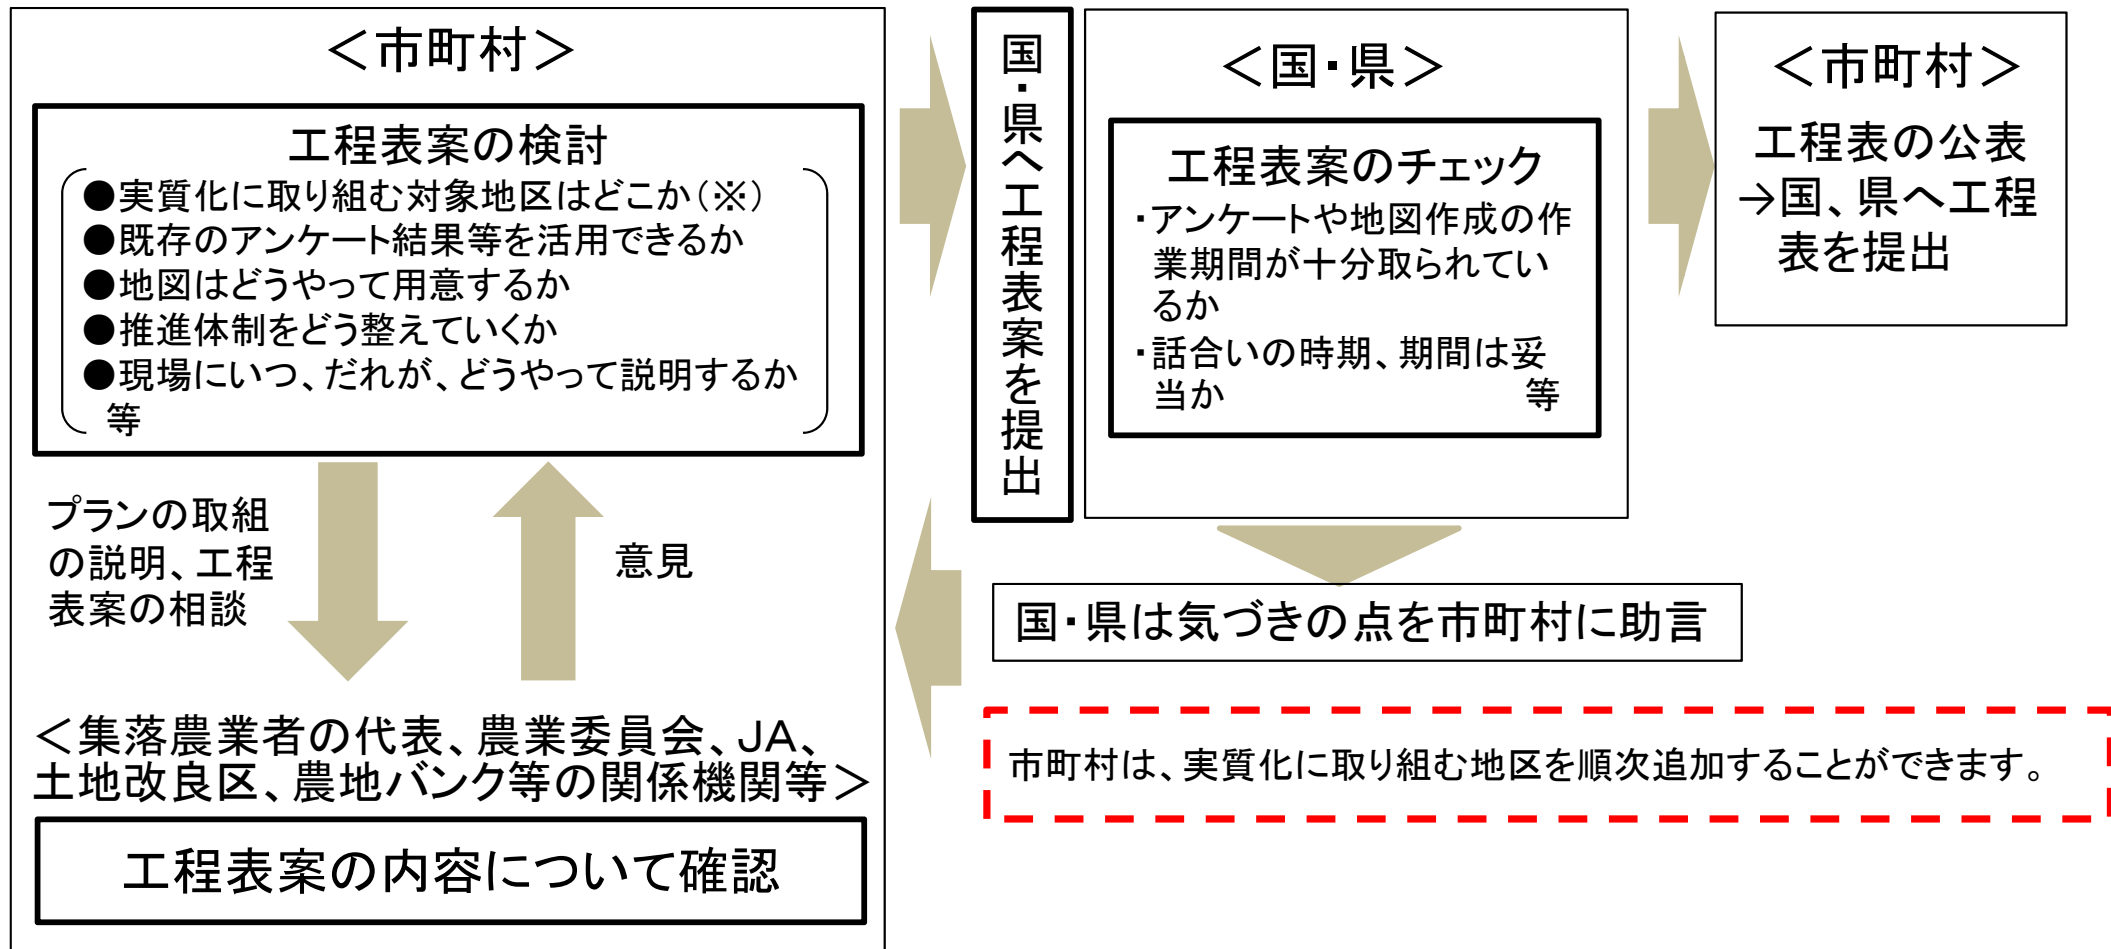 ＜市町村＞
工程表案の検討
●実質化に取り組む対象地区はどこか（※）
●既存のアンケート結果等を活用できるか
●地図はどうやって用意するか
●推進体制をどう整えていくか
●現場にいつ、だれが、どうやって説明するか
等
プランの取組
の説明、工程
表案の相談
意見
＜集落農業者の代表、農業委員会、JA、
土地改良区、農地バンク等の関係機関等＞
工程表案の内容について確認
国・県へ工程表案を提出
＜国・県＞
工程表案のチェック
・アンケートや地図作成の作
業期間が十分取られてい
るか
・話合いの時期、期間は妥
当か　等
国・県は気づきの点を市町村に助言
＜市町村＞
工程表の公表
→国、県へ工程
表を提出
市町村は、実質化に取り組む地区を順次追加することができます。